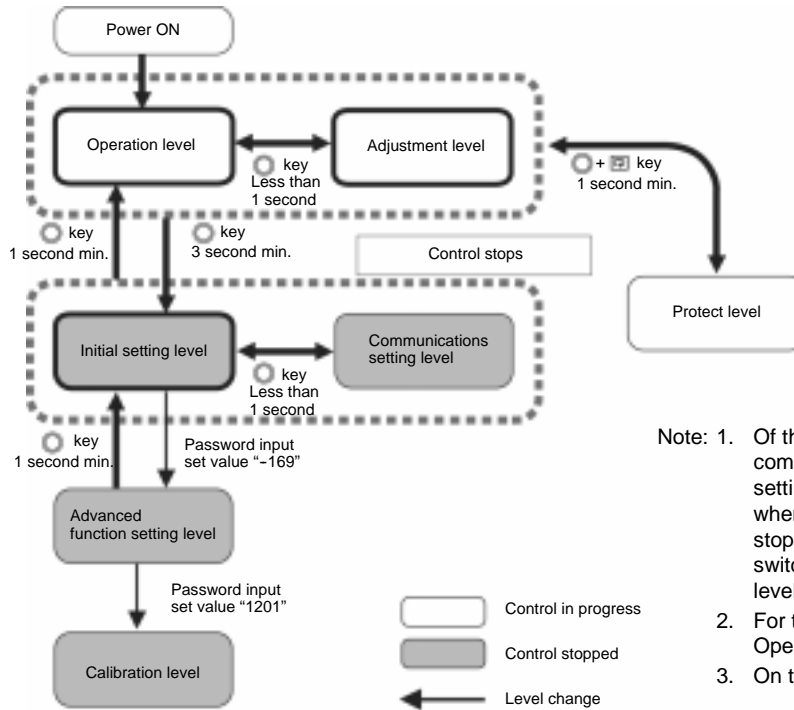 Power ON
Operation level
Adjustment level
key
Less than
1 second
+ key
1 second min.
key
1 second min.
key
3 second min.
Control stops
Protect level
Initial setting level
Communications
setting level
key
Less than
1 second
key
1 second min.
Password input
set value “-169”
Advanced
function setting level
Password input
set value “1201”
Calibration level
Control in progress
Control stopped
Level change
Note: 1. Of th
com
setti
wher
stop
switc
level
2. For t
Ope
3. On t